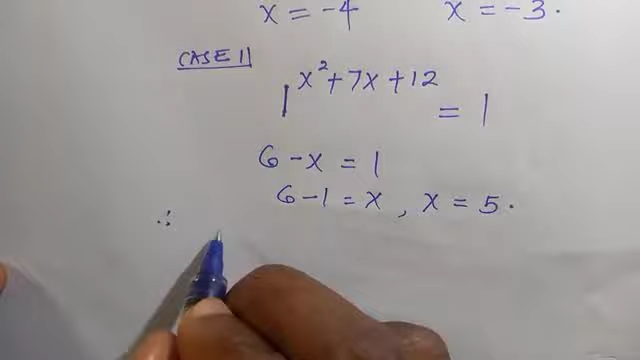 x = -4 x = -3.
CASE II
1^{x²+7x+12} = 1
6 - x = 1
6 - 1 = x , x = 5.
∴